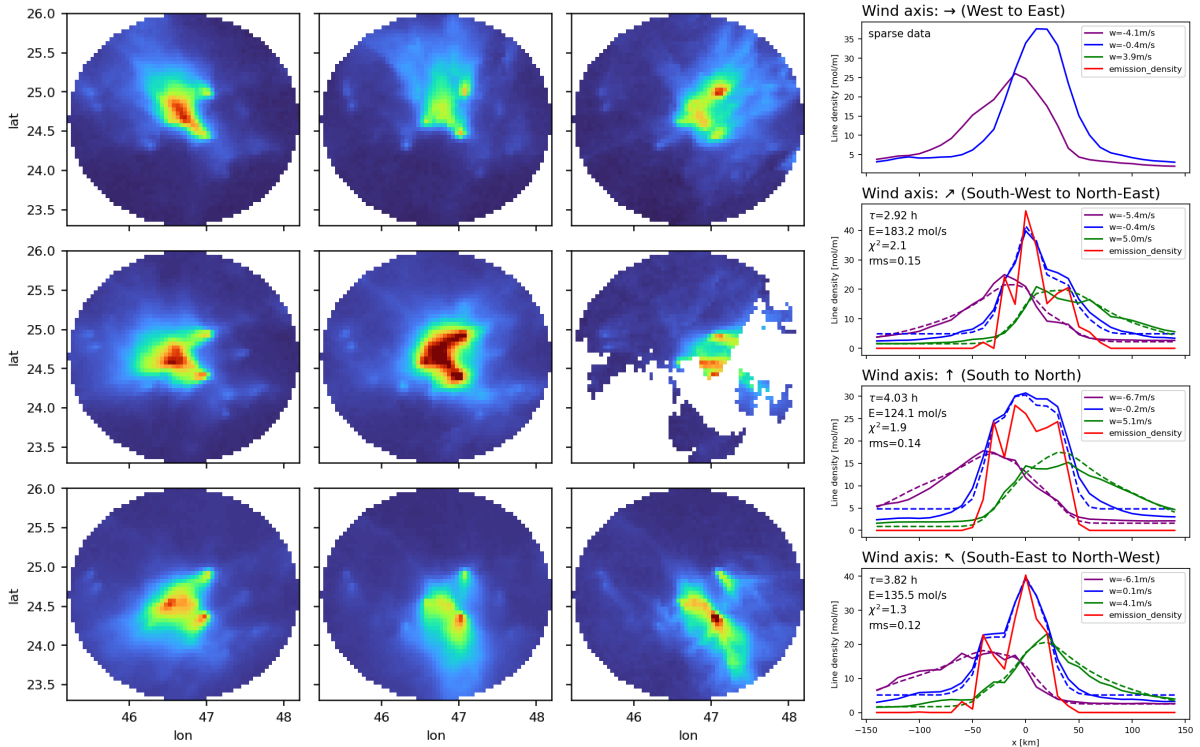 26.0
25.5
25.0
lat
24.5
24.0
23.5
26.0
25.5
25.0
lat
24.5
24.0
23.5
26.0
25.5
25.0
lat
24.5
24.0
23.5
46 47 48
lon
46 47 48
lon
46 47 48
lon
Wind axis: → (West to East)
sparse data
w=-4.1m/s
w=-0.4m/s
w=3.9m/s
emission_density
Line density [mol/m]
35
30
25
20
15
10
5
Wind axis: ↗ (South-West to North-East)
τ=2.92 h
E=183.2 mol/s
χ²=2.1
rms=0.15
w=-5.4m/s
w=-0.4m/s
w=5.0m/s
emission_density
Line density [mol/m]
40
30
20
10
0
Wind axis: ↑ (South to North)
τ=4.03 h
E=124.1 mol/s
χ²=1.9
rms=0.14
w=-6.7m/s
w=-0.2m/s
w=5.1m/s
emission_density
Line density [mol/m]
30
25
20
15
10
5
0
Wind axis: ↖ (South-East to North-West)
τ=3.82 h
E=135.5 mol/s
χ²=1.3
rms=0.12
w=-6.1m/s
w=0.1m/s
w=4.1m/s
emission_density
Line density [mol/m]
40
30
20
10
0
−150 −100 −50 0 50 100 150
x [km]